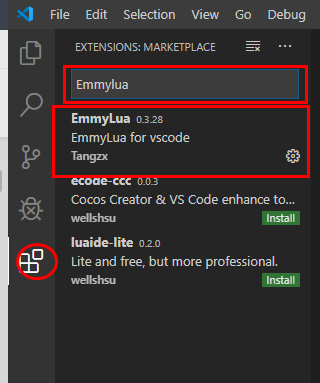 File Edit Selection View Go Debug
EXTENSIONS: MARKETPLACE
Emmylua
EmmyLua 0.3.28
EmmyLua for vscode
Tangzx
ecode-ccc 0.0.3
Cocos Creator & VS Code enhance to...
wellshsu Install
luaide-lite 0.2.0
Lite and free, but more professional.
wellshsu Install